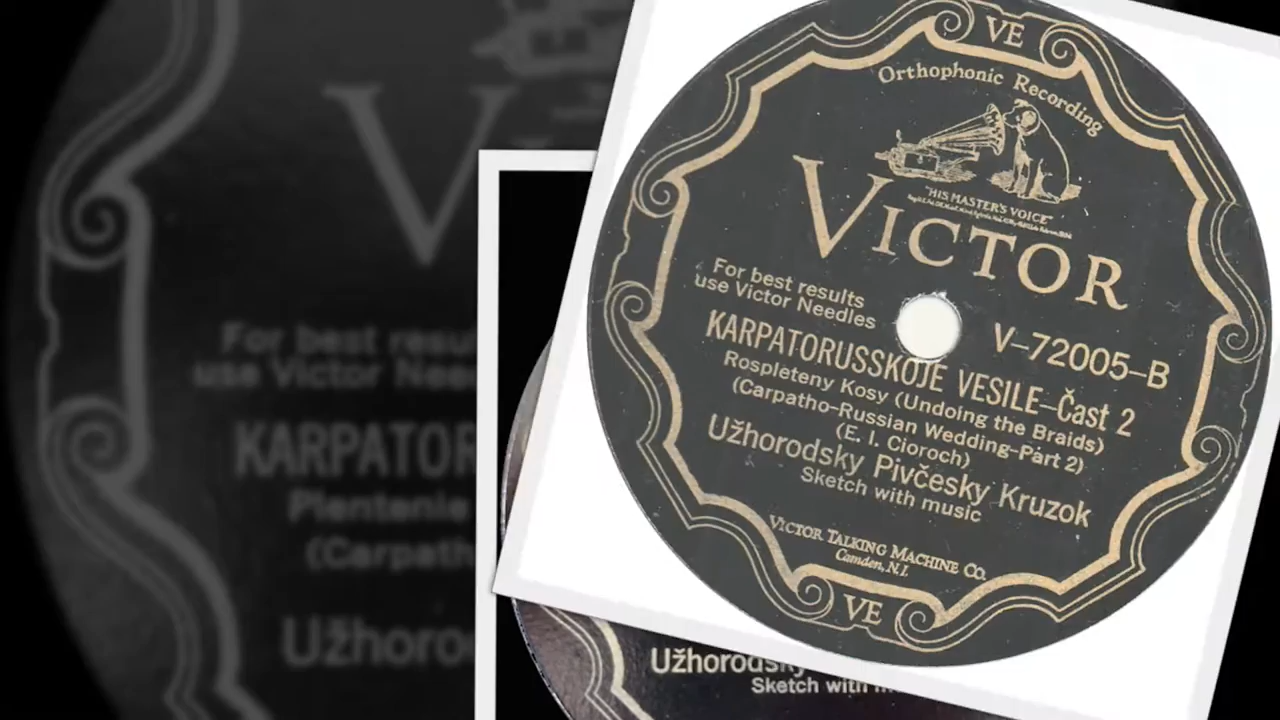 VE
Orthophonic Recording
"HIS MASTER'S VOICE"
VICTOR
For best results
use Victor Needles
V-72005-B
KARPATORUSSKOJE VESILE-Čast 2
Rospleteny Kosy (Undoing the Braids)
(Carpatho-Russian Wedding-Part 2)
(E. I. Cioroch)
Užhorodsky Pivčesky Kruzok
Sketch with music
VICTOR TALKING MACHINE CO.
Camden, N.J.
VE
V
For best resu
use Victor Need
KARPATOR
Plentenie
(Carpath
Užhoro
Užhorodsky
Sketch with m